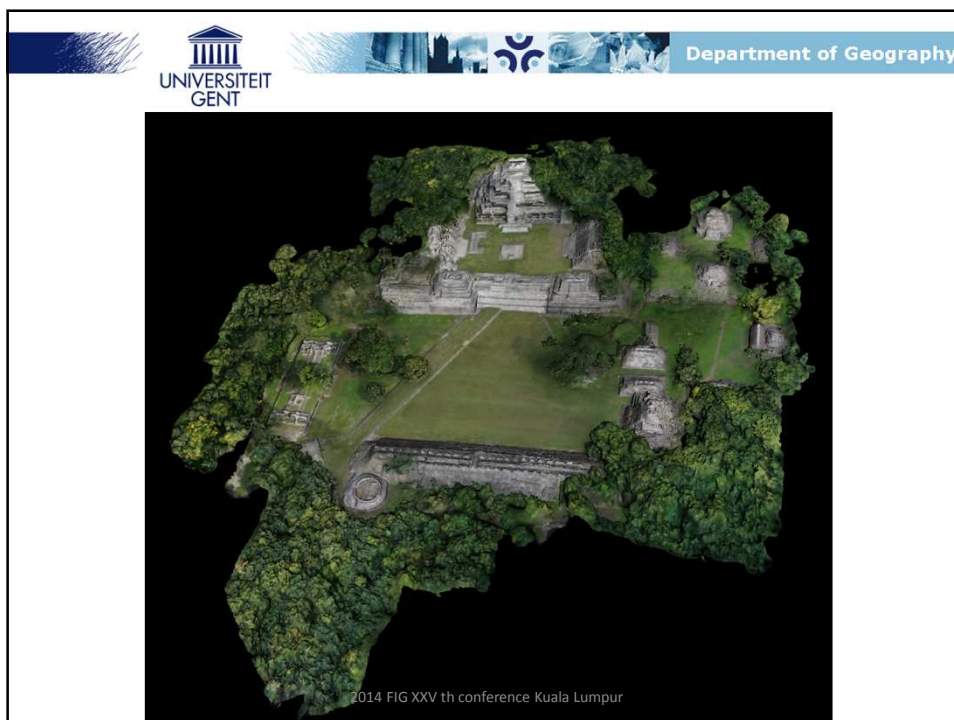 UNIVERSITEIT
GENT
Department of Geography
2014 FIG XXV th conference Kuala Lumpur